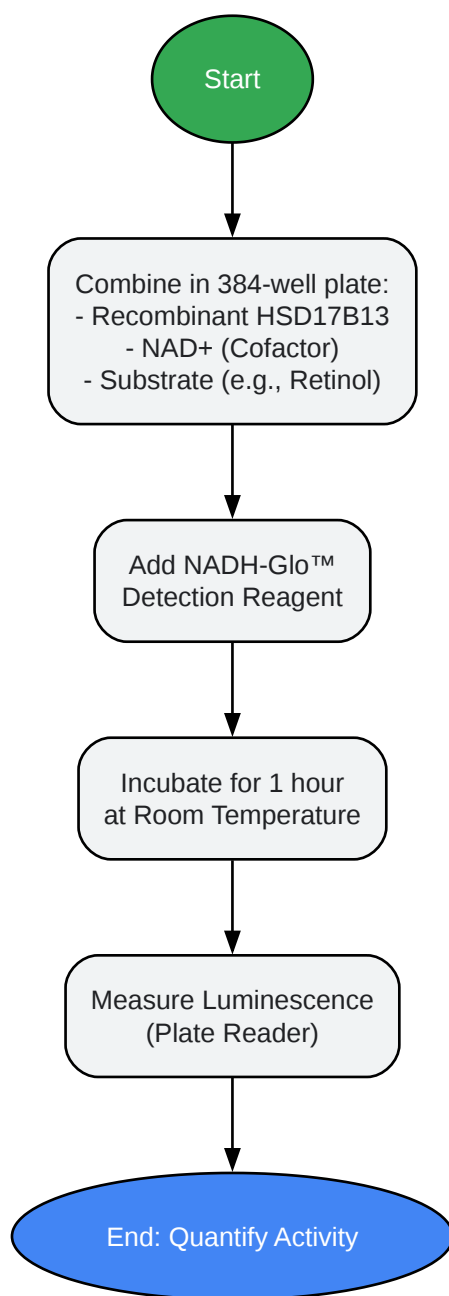 Start
Combine in 384-well plate:
- Recombinant HSD17B13
- NAD+ (Cofactor)
- Substrate (e.g., Retinol)
Add NADH-Glo™
Detection Reagent
Incubate for 1 hour
at Room Temperature
Measure Luminescence
(Plate Reader)
End: Quantify Activity